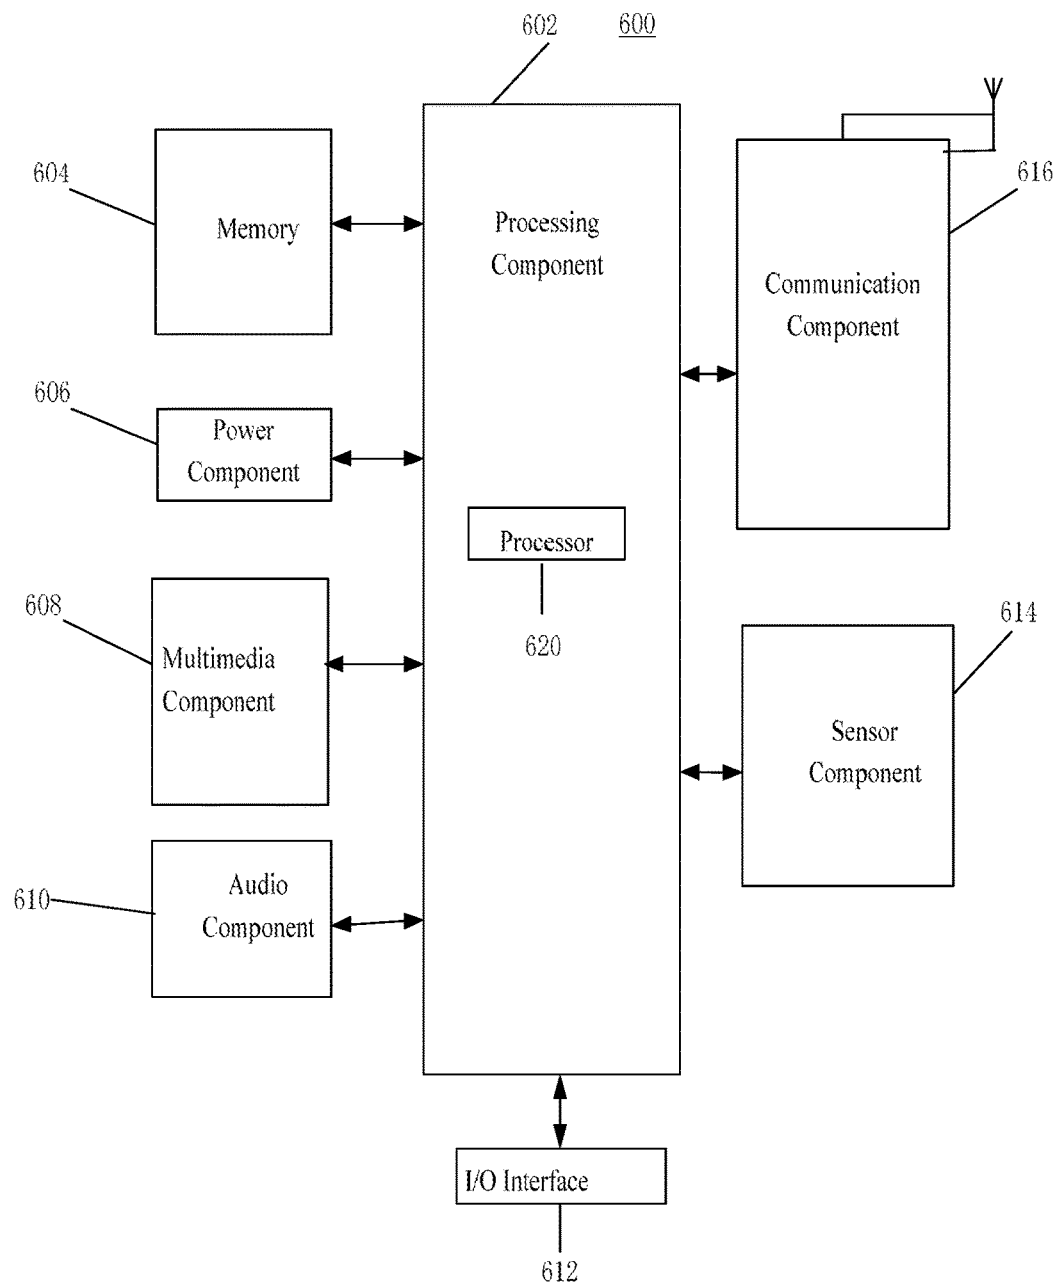 602
600
604
Memory
Processing
Component
616
Communication
Component
606
Power
Component
Processor
620
608
Multimedia
Component
614
Sensor
Component
610
Audio
Component
I/O Interface
612